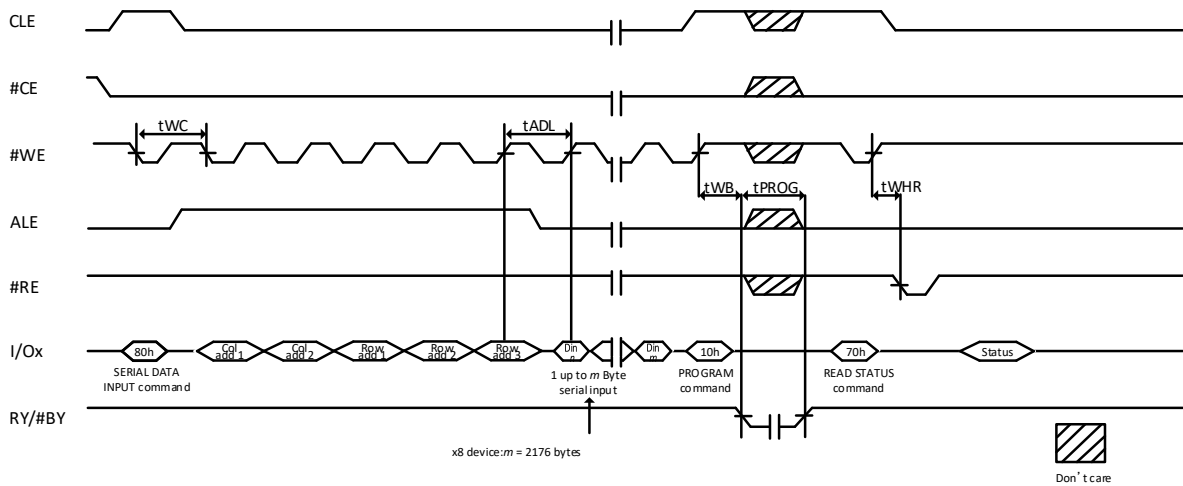 CLE
#CE
tWC
tADL
#WE
tWB
tPROG
tWHR
ALE
#RE
I/Ox
80h
Col
add 1
Col
add 2
Row
add 1
Row
add 2
Row
add 3
Din
n
Din
m
10h
70h
Status
SERIAL DATA
INPUT command
1 up to m Byte
serial input
PROGRAM
command
READ STATUS
command
RY/#BY
x8 device:m = 2176 bytes
Don't care